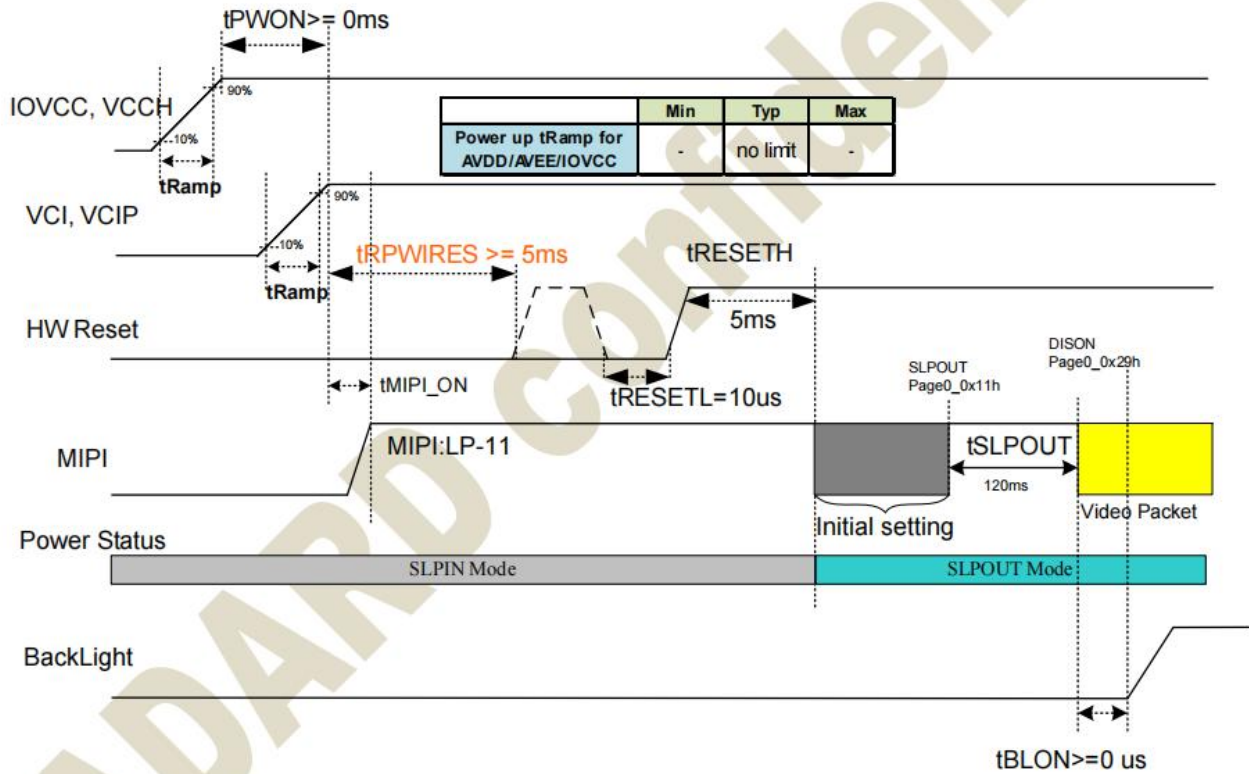 tPWON>= 0ms
IOVCC, VCCH
90%
10%
tRamp
Min Typ Max
Power up tRamp for AVDD/AVEE/IOVCC - no limit -
VCI, VCIP
90%
10%
tRamp
tRPWIRES >= 5ms
tRESETH
5ms
HW Reset
tMIPI_ON
tRESETL=10us
SLPOUT
Page0_0x11h
DISON
Page0_0x29h
MIPI
MIPI:LP-11
tSLPOUT
120ms
Initial setting
Video Packet
Power Status
SLPIN Mode
SLPOUT Mode
BackLight
tBLON>=0 us